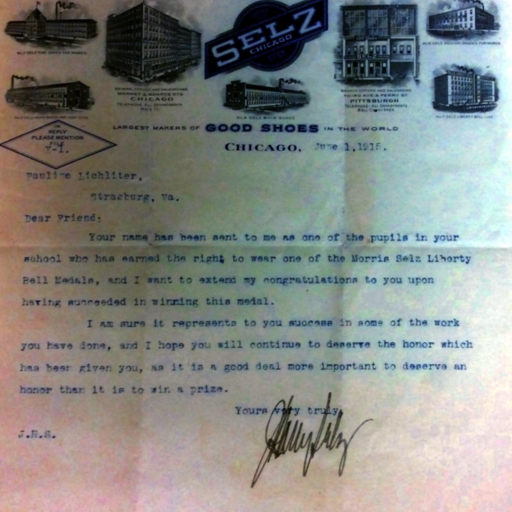 SELZ
CHICAGO
CHICAGO
PITTSBURGH
LARGEST MAKERS OF GOOD SHOES IN THE WORLD
REPLY
PLEASE MENTION
FILE
CHICAGO, June 1, 1916.
Pauline Lichliter,
Strasburg, Va.
Dear Friend:
Your name has been sent to me as one of the pupils in your
school who has earned the right to wear one of the Morris Selz Liberty
Bell Medals, and I want to extend my congratulations to you upon
having succeeded in winning this medal.
I am sure it represents to you success in some of the work
you have done, and I hope you will continue to deserve the honor which
has been given you, as it is a good deal more important to deserve an
honor than it is to win a prize.
Yours very truly,